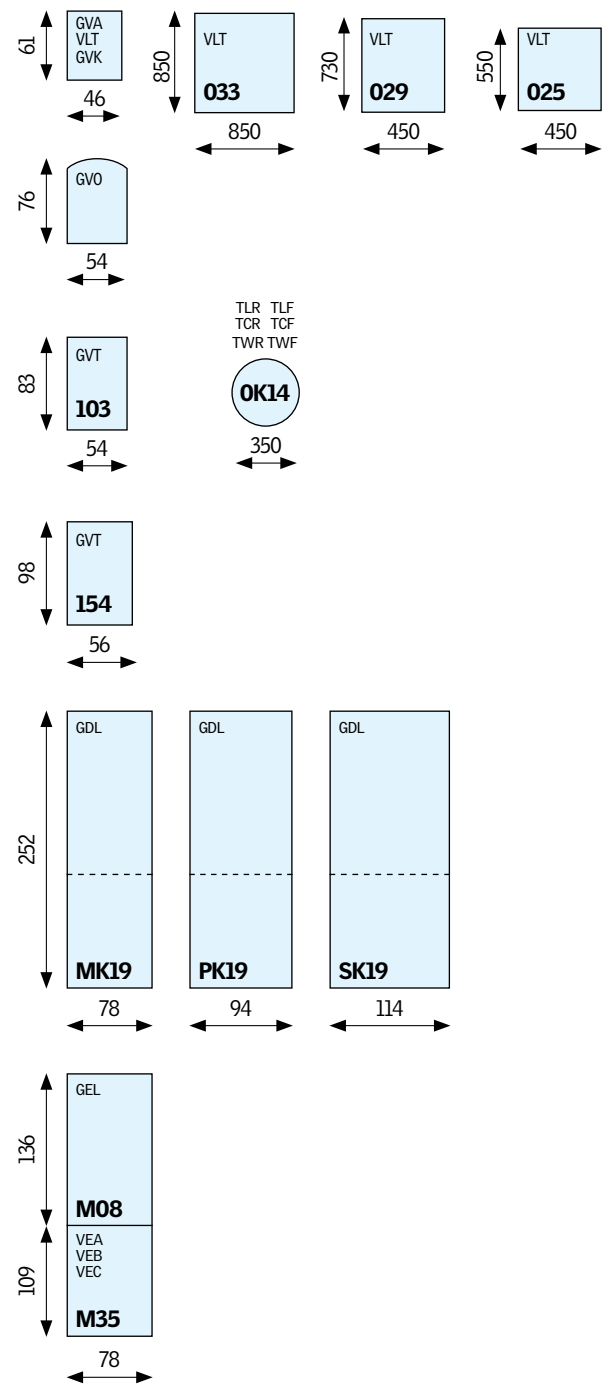 61
GVA
VLT
GVK
46
850
VLT
033
850
730
VLT
029
450
550
VLT
025
450
76
GVO
54
83
GVT
103
54
TLR TLF
TCR TCF
TWR TWF
0K14
350
98
GVT
154
56
252
GDL
MK19
78
GDL
PK19
94
GDL
SK19
114
136
GEL
M08
109
VEA
VEB
VEC
M35
78